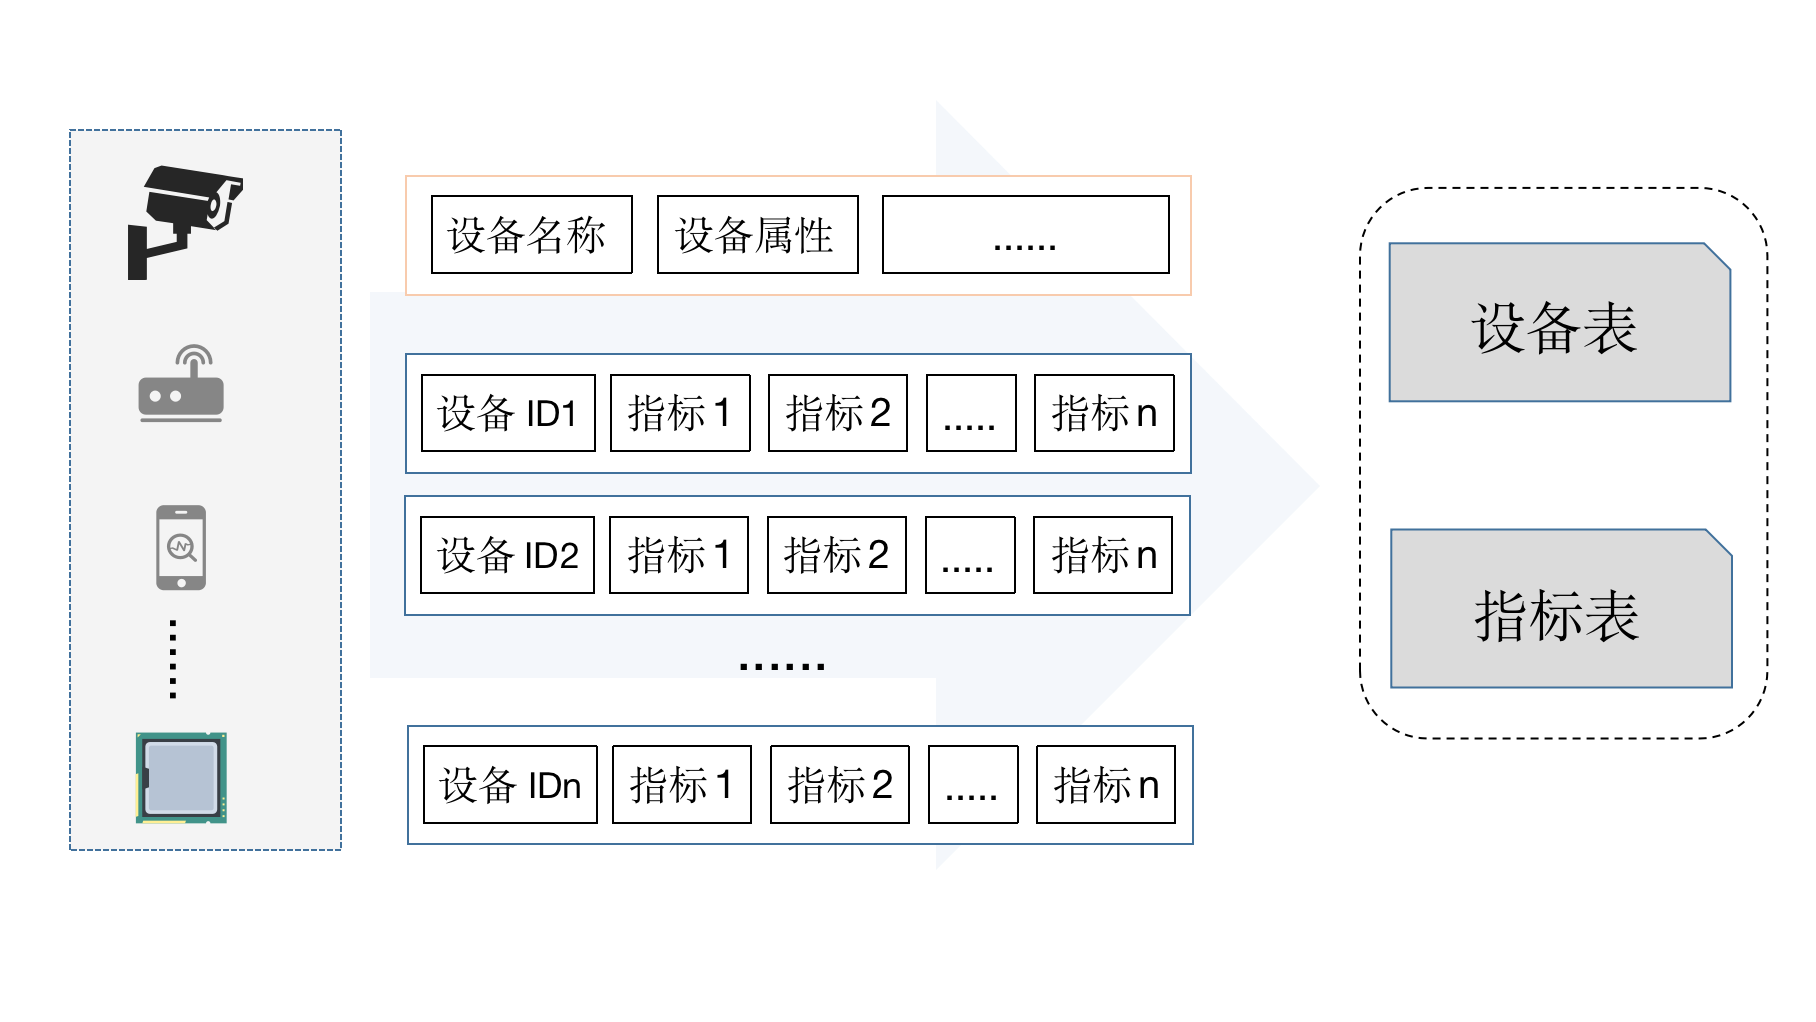 设备名称 设备属性 ......
设备 ID1 指标 1 指标 2 ..... 指标 n
设备 ID2 指标 1 指标 2 ..... 指标 n
......
设备 IDn 指标 1 指标 2 ..... 指标 n
设备表
指标表